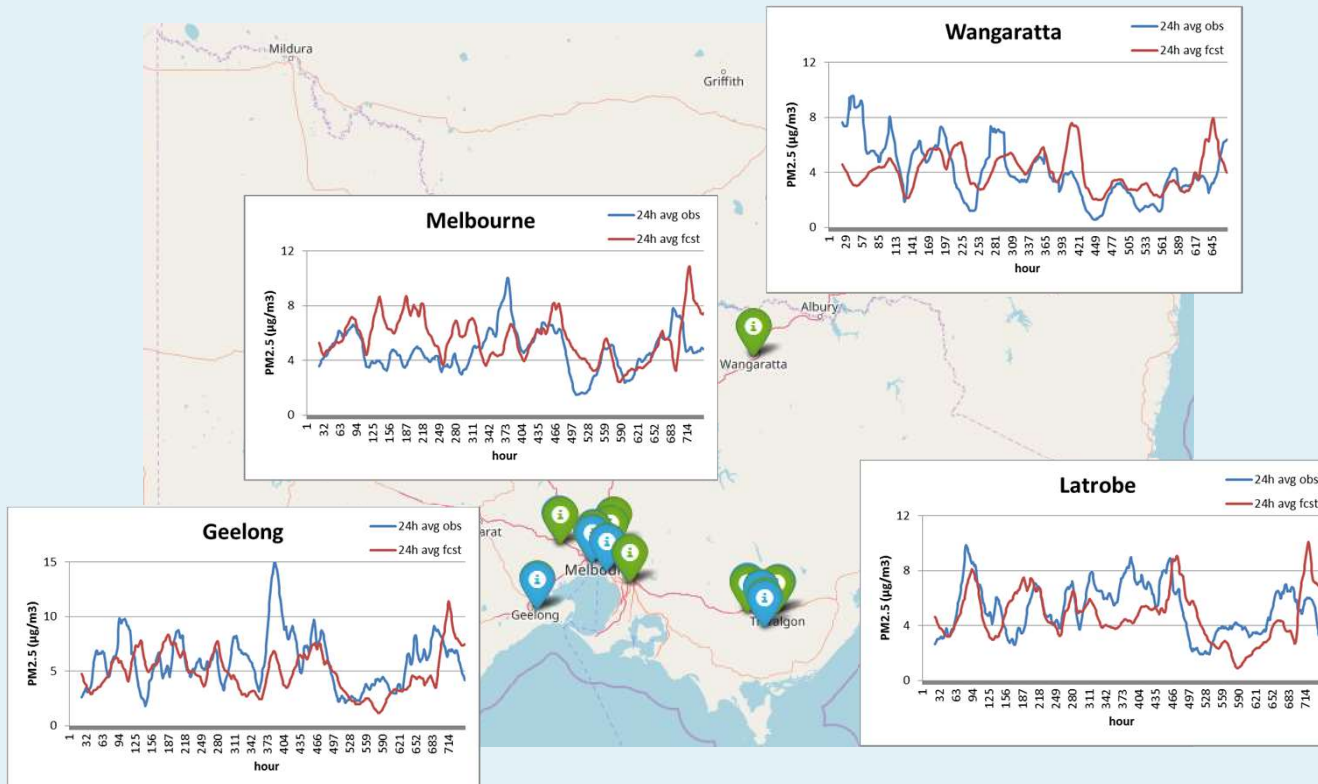 Mildura
Griffith
Wangaratta
24h avg obs
24h avg fcst
PM2.5 (µg/m3)
12
8
4
0
1 29 57 85 113 141 169 197 225 253 281 309 337 365 393 421 449 477 505 533 561 589 617 645
hour
Melbourne
24h avg obs
24h avg fcst
PM2.5 (µg/m3)
12
8
4
0
1 32 63 94 125 156 187 218 249 280 311 342 373 404 435 466 497 528 559 590 621 652 683 714
hour
Albury
Wangaratta
Geelong
24h avg obs
24h avg fcst
PM2.5 (µg/m3)
15
10
5
0
1 32 63 94 125 156 187 218 249 280 311 342 373 404 435 466 497 528 559 590 621 652 683 714
hour
arat
Geelong
Latrobe
24h avg obs
24h avg fcst
PM2.5 (µg/m3)
12
8
4
0
1 32 63 94 125 156 187 218 249 280 311 342 373 404 435 466 497 528 559 590 621 652 683 714
hour